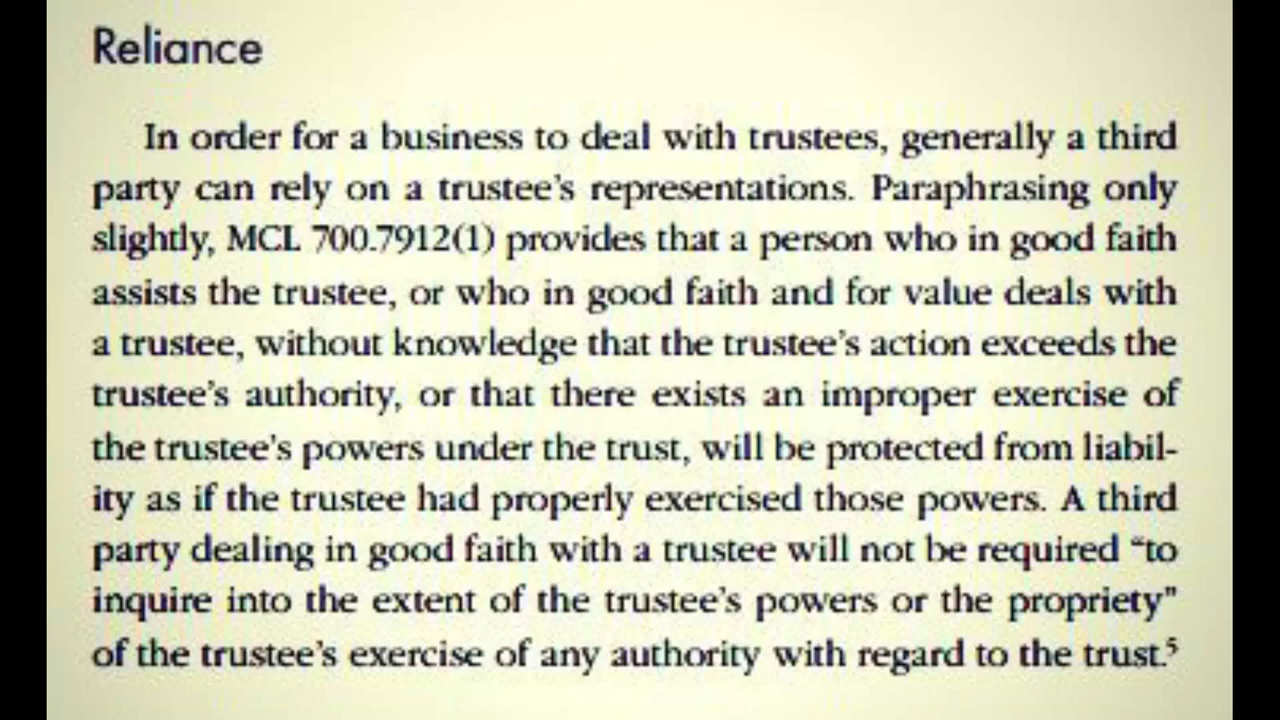 Reliance
In order for a business to deal with trustees, generally a third
party can rely on a trustee's representations. Paraphrasing only
slightly, MCL 700.7912(1) provides that a person who in good faith
assists the trustee, or who in good faith and for value deals with
a trustee, without knowledge that the trustee's action exceeds the
trustee's authority, or that there exists an improper exercise of
the trustee's powers under the trust, will be protected from liabil-
ity as if the trustee had properly exercised those powers. A third
party dealing in good faith with a trustee will not be required “to
inquire into the extent of the trustee's powers or the propriety”
of the trustee's exercise of any authority with regard to the trust.⁵